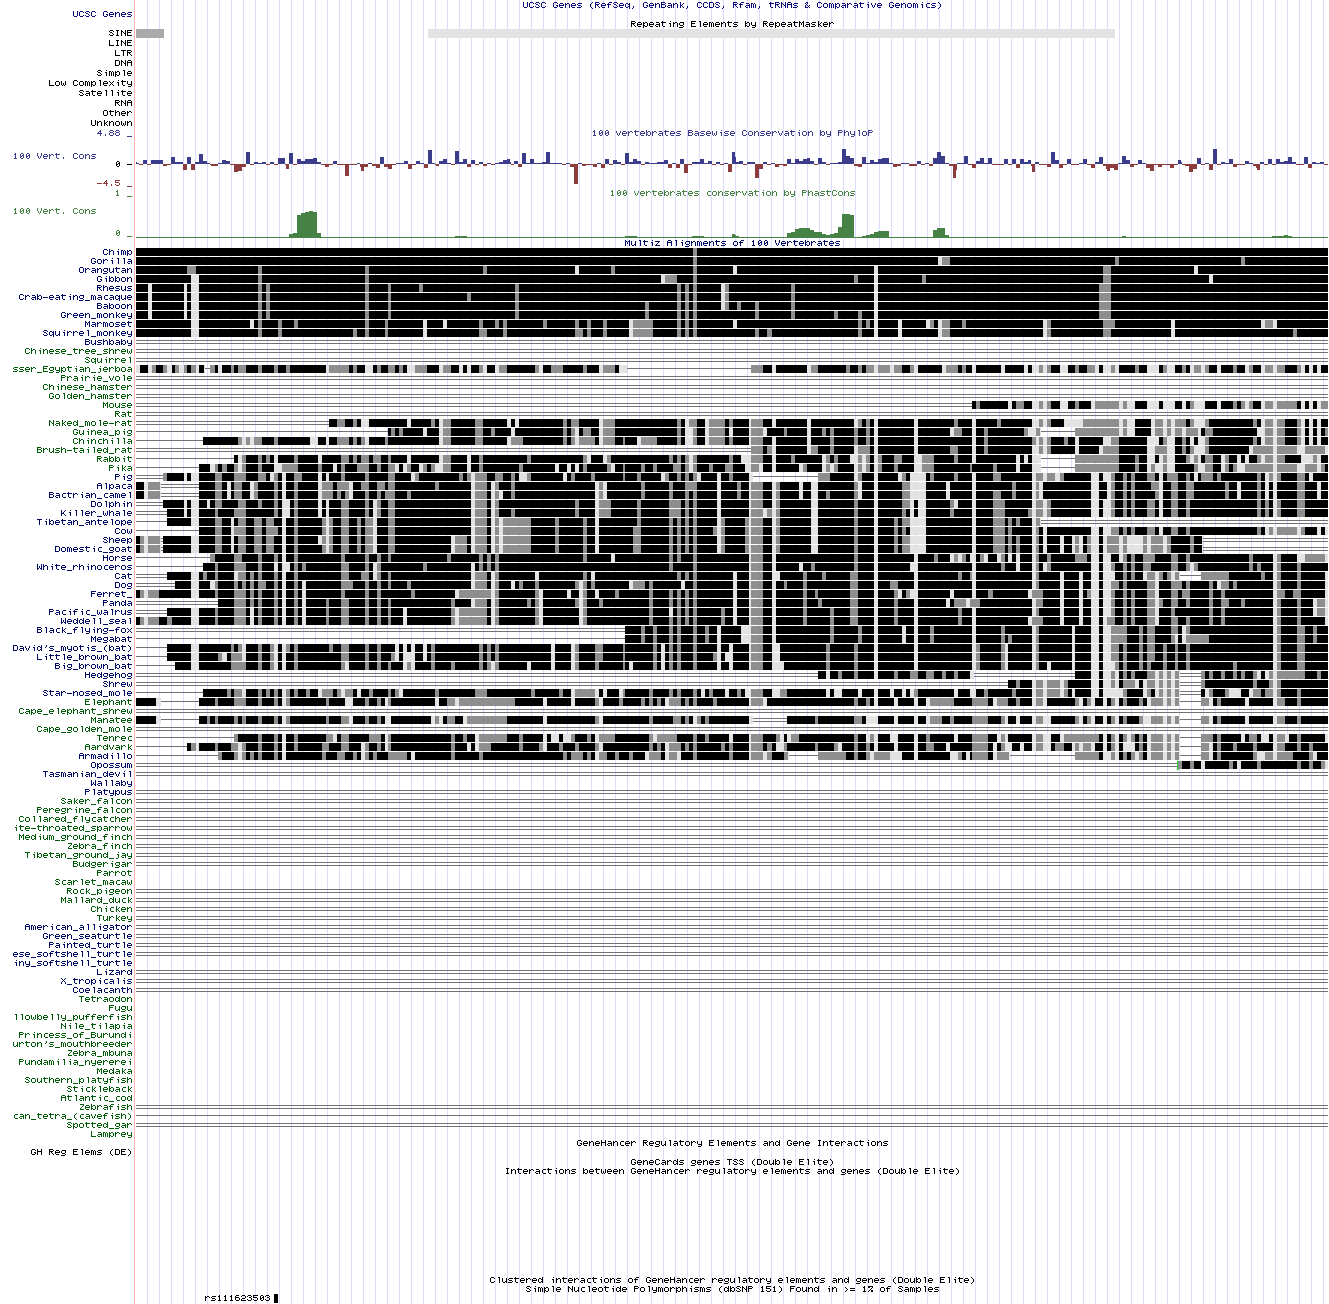 UCSC Genes (RefSeq, GenBank, CCDS, Rfam, tRNAs & Comparative Genomics)
UCSC Genes
Repeating Elements by RepeatMasker
SINE
LINE
LTR
DNA
Simple
Low Complexity
Satellite
RNA
Other
Unknown
100 vertebrates Basewise Conservation by PhyloP
4.88 _
100 Vert. Cons
0 _
-4.5 _
100 vertebrates conservation by PhastCons
1 _
100 Vert. Cons
0 _
Multiz Alignments of 100 Vertebrates
Chimp
Gorilla
Orangutan
Gibbon
Rhesus
Crab-eating_macaque
Baboon
Green_monkey
Marmoset
Squirrel_monkey
Bushbaby
Chinese_tree_shrew
Squirrel
sser_Egyptian_jerboa
Prairie_vole
Chinese_hamster
Golden_hamster
Mouse
Rat
Naked_mole-rat
Guinea_pig
Chinchilla
Brush-tailed_rat
Rabbit
Pika
Pig
Alpaca
Bactrian_camel
Dolphin
Killer_whale
Tibetan_antelope
Cow
Sheep
Domestic_goat
Horse
White_rhinoceros
Cat
Dog
Ferret_
Panda
Pacific_walrus
Weddell_seal
Black_flying-fox
Megabat
David's_myotis_(bat)
Little_brown_bat
Big_brown_bat
Hedgehog
Shrew
Star-nosed_mole
Elephant
Cape_elephant_shrew
Manatee
Cape_golden_mole
Tenrec
Aardvark
Armadillo
Opossum
Tasmanian_devil
Wallaby
Platypus
Saker_falcon
Peregrine_falcon
Collared_flycatcher
ite-throated_sparrow
Medium_ground_finch
Zebra_finch
Tibetan_ground_jay
Budgerigar
Parrot
Scarlet_macaw
Rock_pigeon
Mallard_duck
Chicken
Turkey
American_alligator
Green_seaturtle
Painted_turtle
ese_softshell_turtle
iny_softshell_turtle
Lizard
X_tropicalis
Coelacanth
Tetraodon
Fugu
llowbelly_pufferfish
Nile_tilapia
Princess_of_Burundi
urton's_mouthbreeder
Zebra_mbuna
Pundamilia_nyererei
Medaka
Southern_platyfish
Stickleback
Atlantic_cod
Zebrafish
can_tetra_(cavefish)
Spotted_gar
Lamprey
GeneHancer Regulatory Elements and Gene Interactions
GH Reg Elems (DE)
GeneCards genes TSS (Double Elite)
Interactions between GeneHancer regulatory elements and genes (Double Elite)
Clustered interactions of GeneHancer regulatory elements and genes (Double Elite)
Simple Nucleotide Polymorphisms (dbSNP 151) Found in >= 1% of Samples
rs111623503